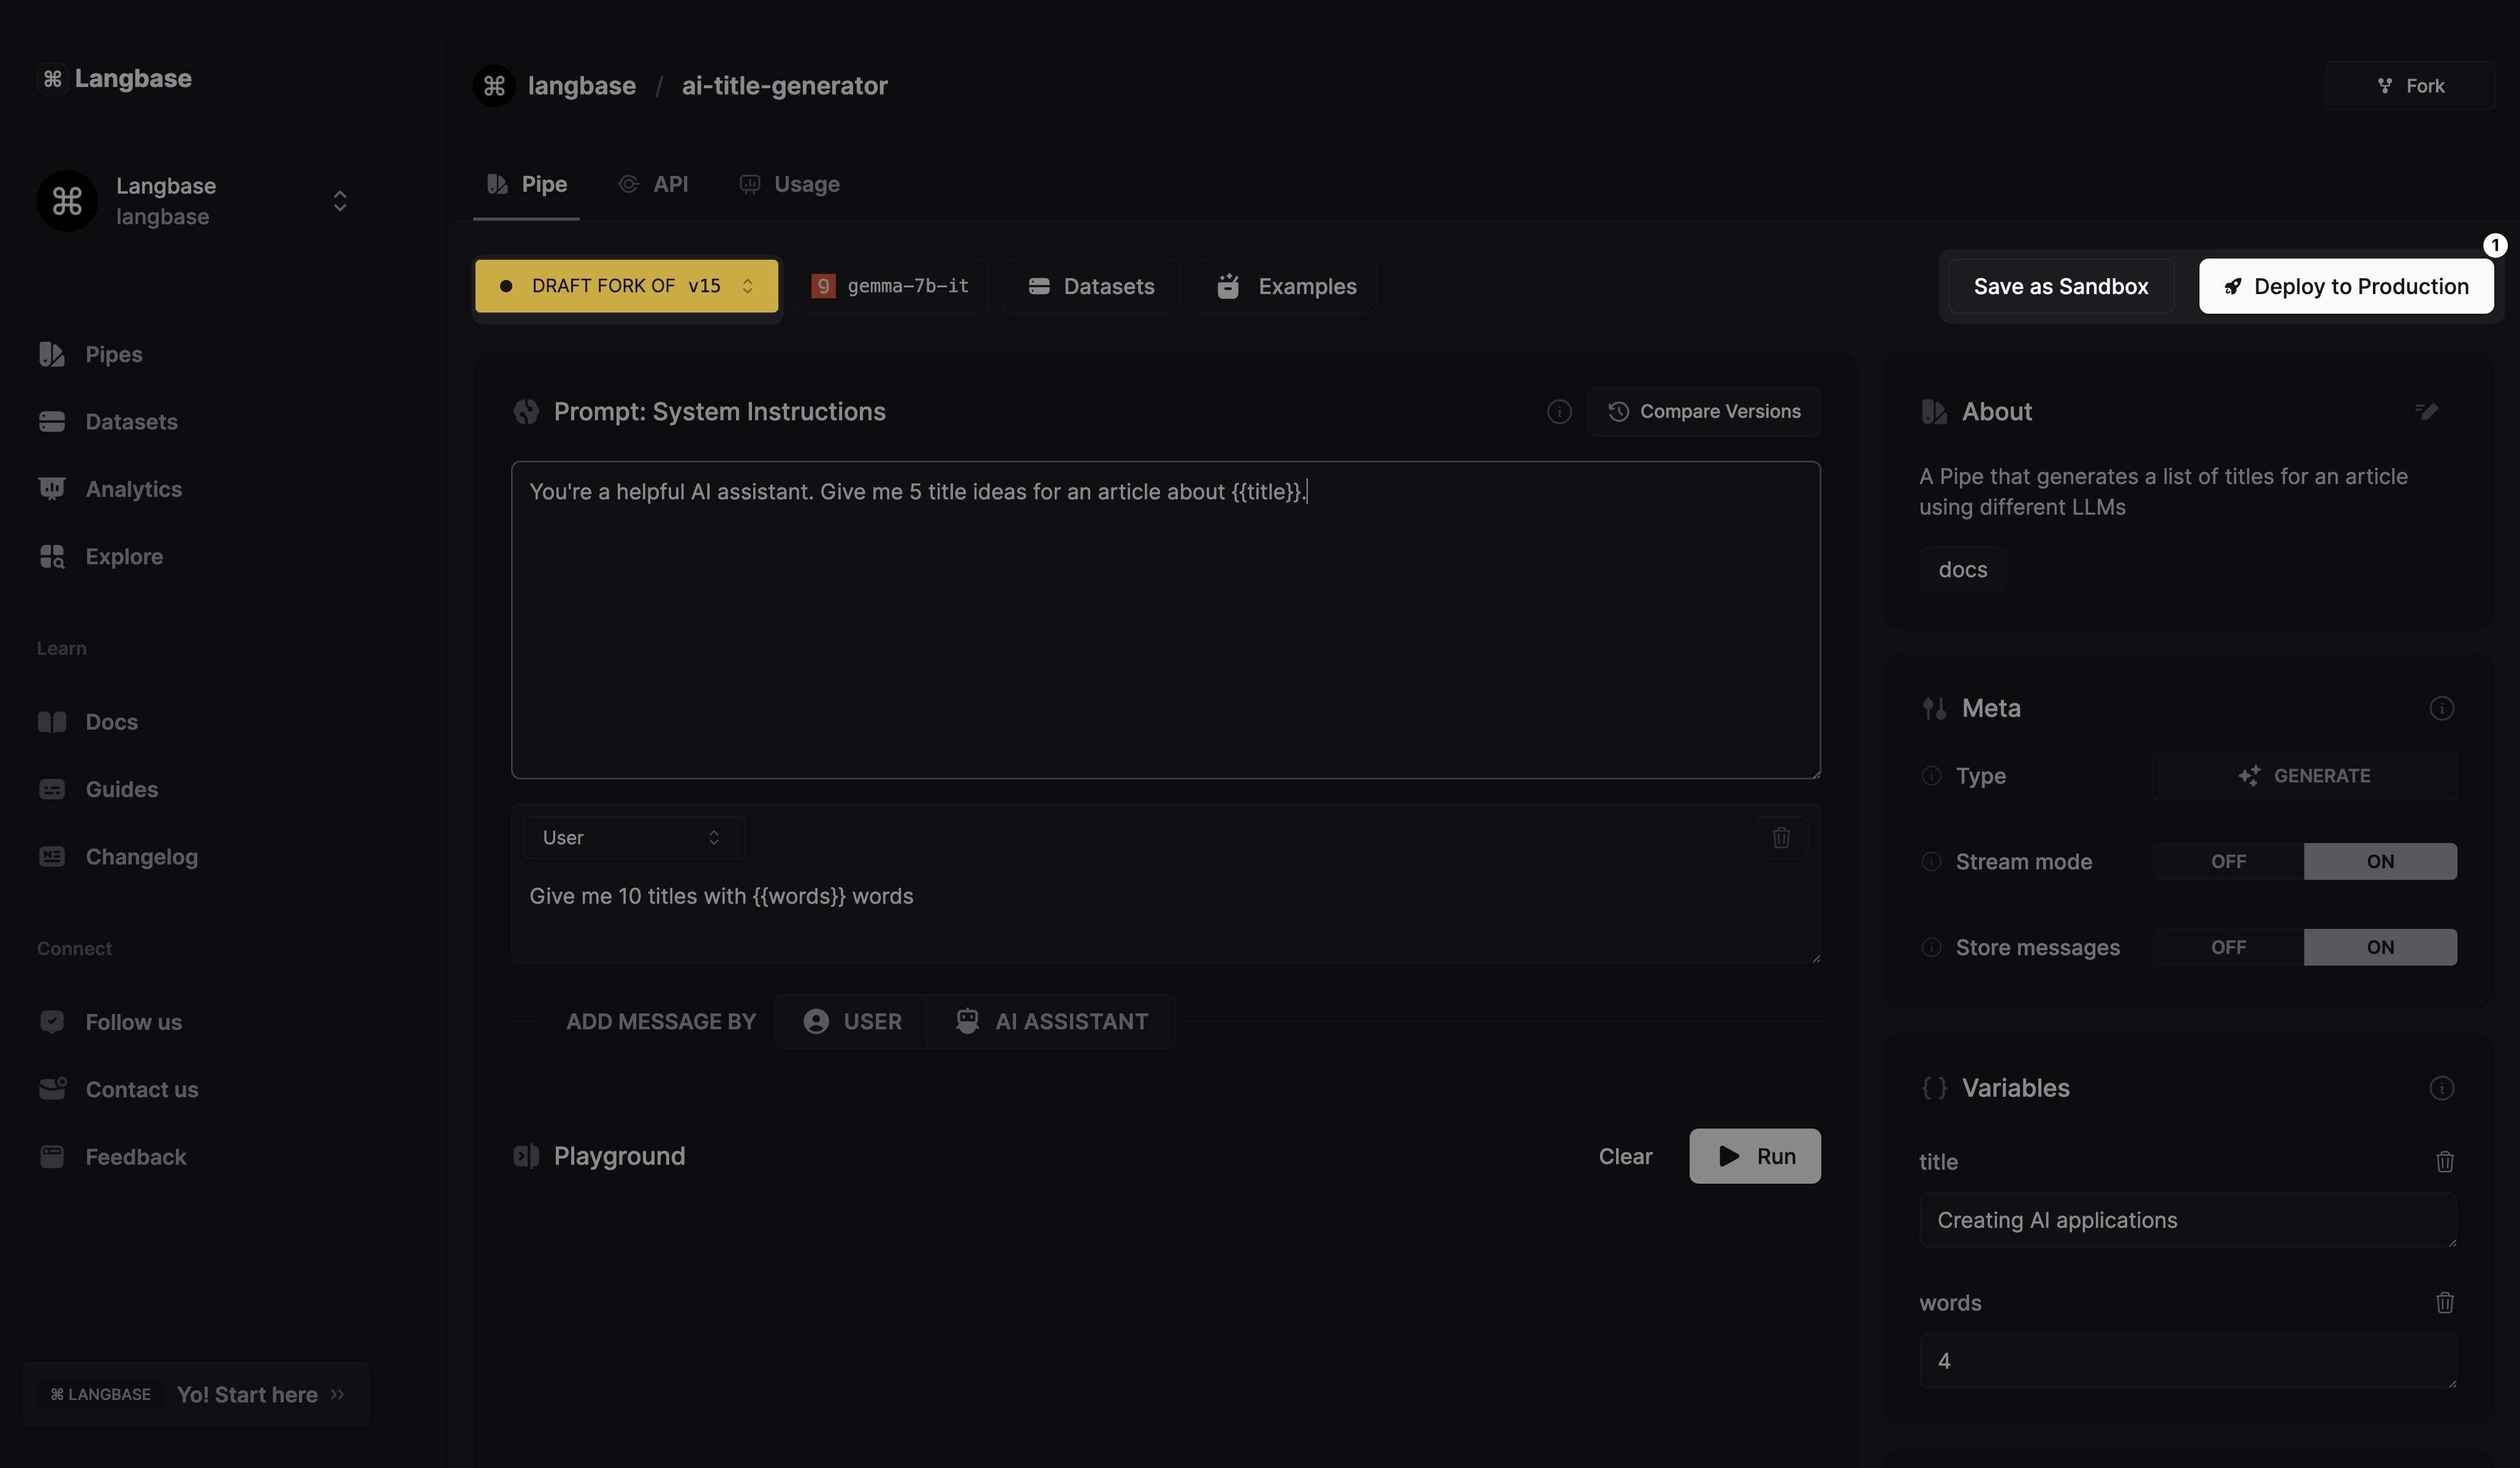 Langbase
Langbase
langbase
Pipes
Datasets
Analytics
Explore
Learn
Docs
Guides
Changelog
Connect
Follow us
Contact us
Feedback
⌘ LANGBASE Yo! Start here
langbase / ai-title-generator
Fork
Pipe API Usage
DRAFT FORK OF v15
g gemma-7b-it
Datasets
Examples
Save as Sandbox
Deploy to Production
1
Prompt: System Instructions
Compare Versions
You're a helpful AI assistant. Give me 5 title ideas for an article about {{title}}.
User
Give me 10 titles with {{words}} words
ADD MESSAGE BY USER AI ASSISTANT
Playground
Clear
Run
About
A Pipe that generates a list of titles for an article
using different LLMs
docs
Meta
Type GENERATE
Stream mode OFF ON
Store messages OFF ON
Variables
title
Creating AI applications
words
4